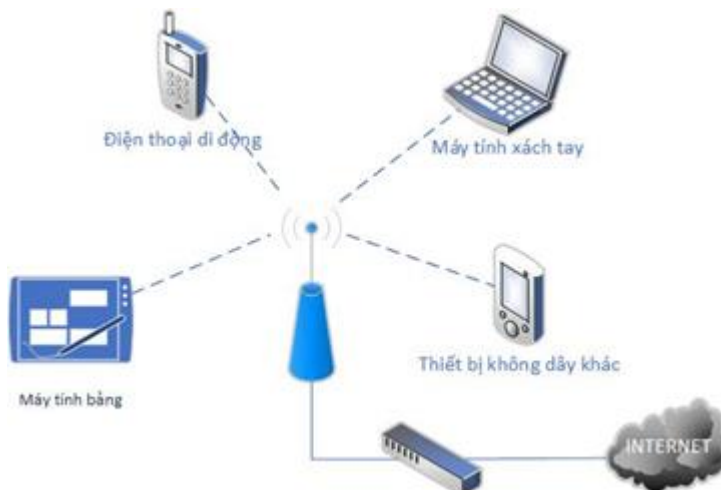 Điện thoại di động
Máy tính xách tay
Máy tính bảng
Thiết bị không dây khác
INTERNET